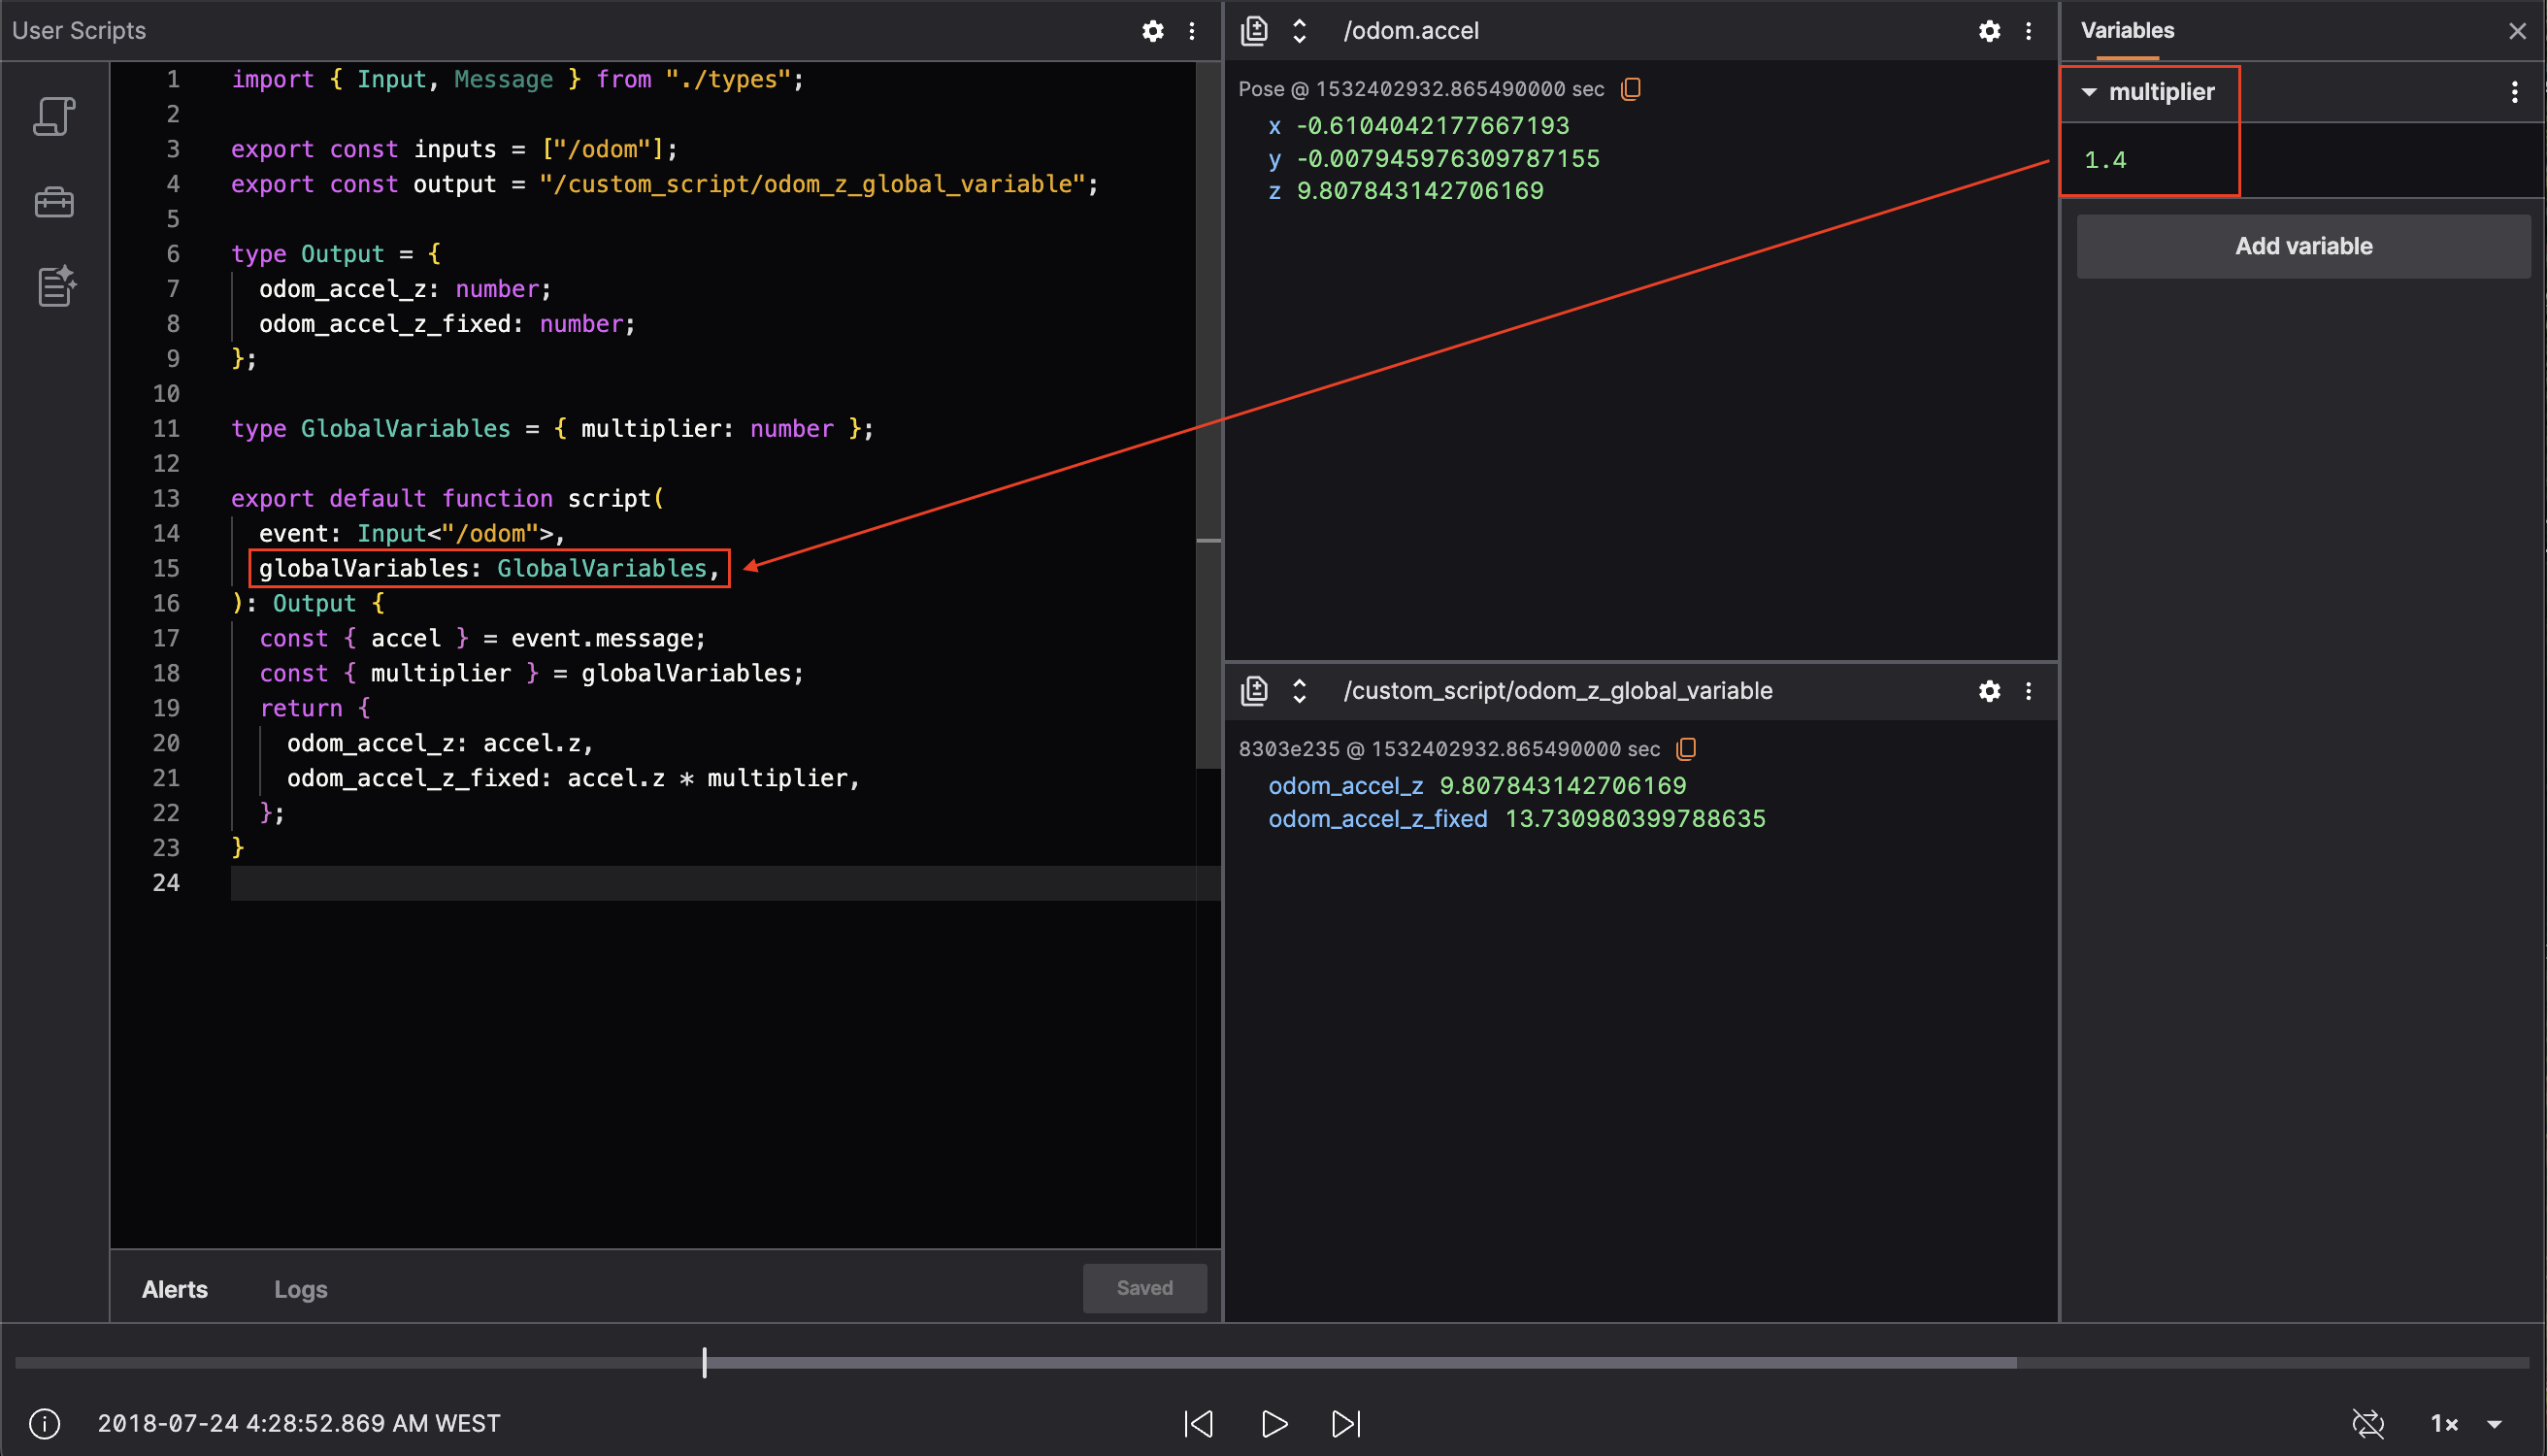 User Scripts
1 import { Input, Message } from "./types";
2
3 export const inputs = ["/odom"];
4 export const output = "/custom_script/odom_z_global_variable";
5
6 type Output = {
7 odom_accel_z: number;
8 odom_accel_z_fixed: number;
9 };
10
11 type GlobalVariables = { multiplier: number };
12
13 export default function script(
14 event: Input<"/odom">,
15 globalVariables: GlobalVariables,
16 ): Output {
17 const { accel } = event.message;
18 const { multiplier } = globalVariables;
19 return {
20 odom_accel_z: accel.z,
21 odom_accel_z_fixed: accel.z * multiplier,
22 };
23 }
24
Alerts Logs Saved
/odom.accel
Pose @ 1532402932.865490000 sec
x -0.6104042177667193
y -0.007945976309787155
z 9.807843142706169
/custom_script/odom_z_global_variable
8303e235 @ 1532402932.865490000 sec
odom_accel_z 9.807843142706169
odom_accel_z_fixed 13.730980399788635
Variables
multiplier
1.4
Add variable
2018-07-24 4:28:52.869 AM WEST
1×